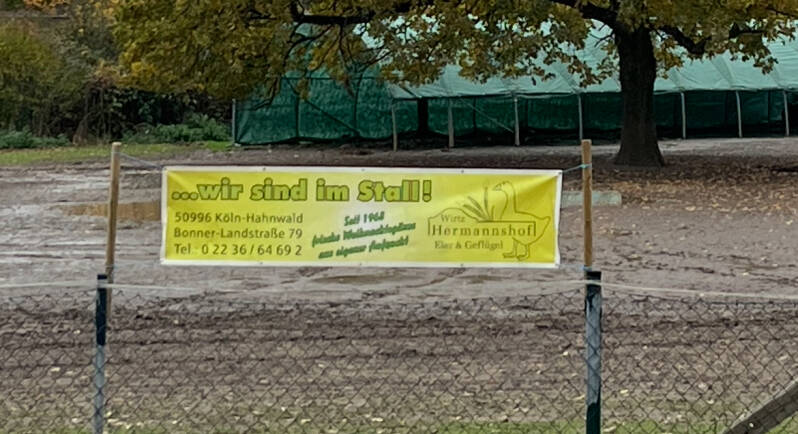 ...wir sind im Stall!
50996 Köln-Hahnwald
Bonner-Landstraße 79
Tel.: 0 22 36 / 64 69 2
Seit 1968
frische Weihnachtsgänse
aus eigener Aufzucht
Wirtz
Hermannshof
Eier & Geflügel